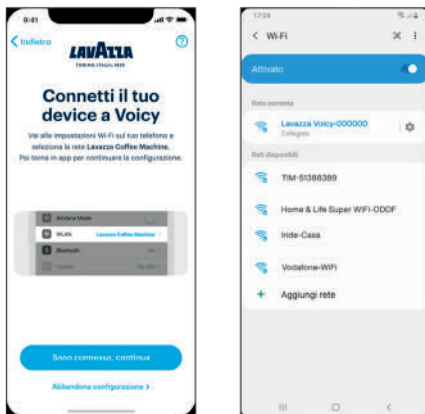 9:41
Indietro
LAVAZZA
TORINO, ITALIA, 1895
Connetti il tuo
device a Voicy
Vai alle impostazioni Wi-Fi sul tuo telefono e
seleziona la rete Lavazza Coffee Machine.
Poi torna in app per continuare la configurazione.
Airplane Mode
WLAN Lavazza Coffee Machine
Bluetooth On
Sono connesso, continua
Abbandona configurazione >
17:24
Wi-Fi
Attivato
Rete corrente
Lavazza Voicy-000000
Collegato
Reti disponibili
TIM-51388389
Home & Life Super WiFi-0DDF
Iride-Casa
Vodafone-WiFi
Aggiungi rete